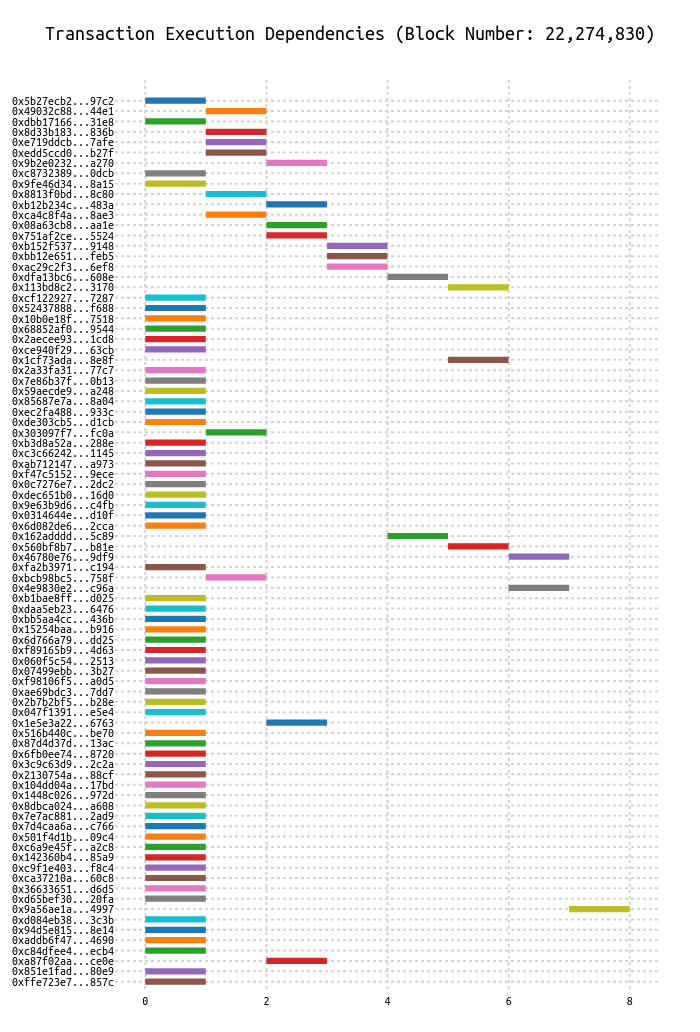 Transaction Execution Dependencies (Block Number: 22,274,830)
0x5b27ecb2...97c2
0x49032c88...44e1
0xdbb17166...31e8
0x8d33b183...836b
0xe719ddcb...7afe
0xedd5ccd0...b27f
0x9b2e0232...a270
0xc8732389...0dcb
0x9fe46d34...8a15
0x8813f0bd...8c80
0xb12b234c...483a
0xca4c8f4a...8ae3
0x08a63cb8...aa1e
0x751af2ce...5524
0xb152f537...9148
0xbb12e651...feb5
0xac29c2f3...6ef8
0xdfa13bc6...608e
0x113bd8c2...3170
0xcf122927...7287
0x52437888...f688
0x10b0e18f...7518
0x68852af0...9544
0x2aecee93...1cd8
0xce940f29...63cb
0x1cf73ada...8e8f
0x2a33fa31...77c7
0x7e86b37f...0b13
0x59aecde9...a248
0x85687e7a...8a04
0xec2fa488...933c
0xde303cb5...d1cb
0x303097f7...fc0a
0xb3d8a52a...288e
0xc3c66242...1145
0xab712147...a973
0xf47c5152...9ece
0x0c7276e7...2dc2
0xdec651b0...16d0
0x9e63b9d6...c4fb
0x0314644e...d10f
0x6d082de6...2cca
0x162adddd...5c89
0x560bf8b7...b81e
0x46780e76...9df9
0xfa2b3971...c194
0xbcb98bc5...758f
0x4e9830e2...c96a
0xb1bae8ff...d025
0xdaa5eb23...6476
0xbb5aa4cc...436b
0x15254baa...b916
0x6d766a79...dd25
0xf89165b9...4d63
0x060f5c54...2513
0x07499ebb...3b27
0xf98106f5...a0d5
0xae69bdc3...7dd7
0x2b7b2bf5...b28e
0x047f1391...e5e4
0x1e5e3a22...6763
0x516b440c...be70
0x87d4d37d...13ac
0x6fb0ee74...8720
0x3c9c63d9...2c2a
0x2130754a...88cf
0x104dd04a...17bd
0x1448c026...972d
0x8dbca024...a608
0x7e7ac881...2ad9
0x7d4caa6a...c766
0x501f4d1b...09c4
0xc6a9e45f...a2c8
0x142360b4...85a9
0xc9f1e403...f8c4
0xca37210a...60c8
0x36633651...d6d5
0xd65bef30...20fa
0x9a56ae1a...4997
0xd084eb38...3c3b
0x94d5e815...8e14
0xaddb6f47...4690
0xc84dfee4...ecb4
0xa87f02aa...ce0e
0x851e1fad...80e9
0xffe723e7...857c
0 2 4 6 8